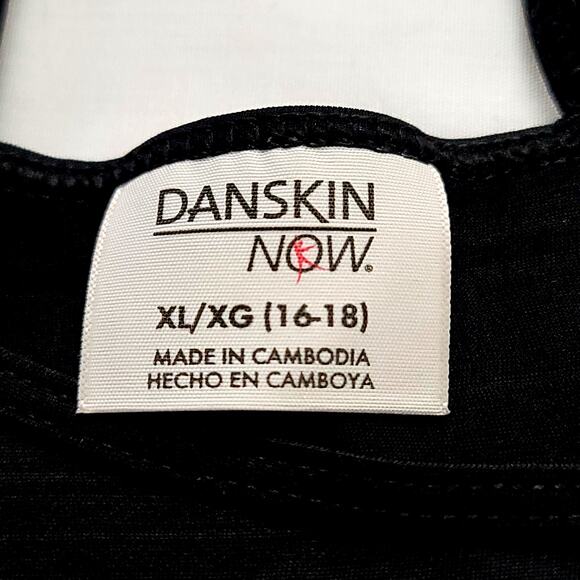 DANSKIN
NOW®
XL/XG (16-18)
MADE IN CAMBODIA
HECHO EN CAMBOYA